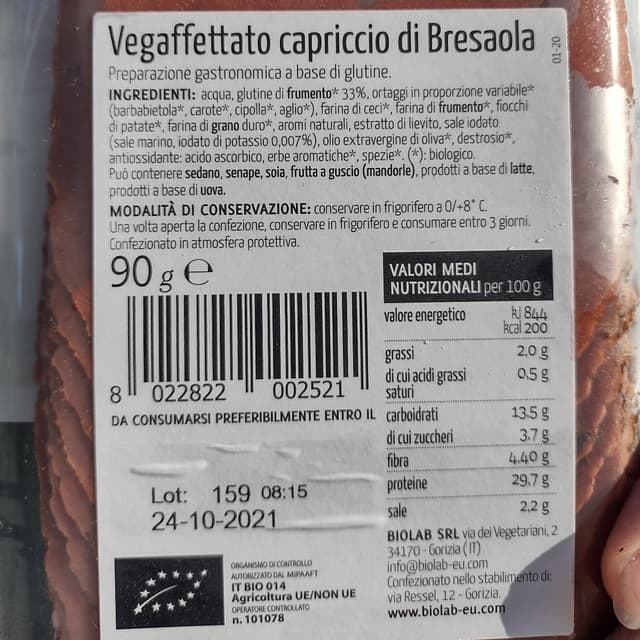 Vegaffettato capriccio di Bresaola
01-20
Preparazione gastronomica a base di glutine.
INGREDIENTI: acqua, glutine di frumento* 33%, ortaggi in proporzione variabile*
(barbabietola*, carote*, cipolla*, aglio*), farina di ceci*, farina di frumento*, fiocchi
di patate*, farina di grano duro*, aromi naturali, estratto di lievito, sale iodato
(sale marino, iodato di potassio 0,007%), olio extravergine di oliva*, destrosio*,
antiossidante: acido ascorbico, erbe aromatiche*, spezie*. (*): biologico.
Può contenere sedano, senape, soia, frutta a guscio (mandorle), prodotti a base di latte,
prodotti a base di uova.
MODALITÀ DI CONSERVAZIONE: conservare in frigorifero a 0/+8° C.
Una volta aperta la confezione, conservare in frigorifero e consumare entro 3 giorni.
Confezionato in atmosfera protettiva.
90 g e
8 022822 002521
DA CONSUMARSI PREFERIBILMENTE ENTRO IL
Lot: 159 08:15
24-10-2021
ORGANISMO DI CONTROLLO
AUTORIZZATO DAL MiPAAFT
IT BIO 014
Agricoltura UE/NON UE
OPERATORE CONTROLLATO
n. 101078
VALORI MEDI
NUTRIZIONALI per 100 g
valore energetico kJ 844
kcal 200
grassi 2,0 g
di cui acidi grassi 0,5 g
saturi
carboidrati 13,5 g
di cui zuccheri 3,7 g
fibra 4,40 g
proteine 29,7 g
sale 2,2 g
BIOLAB SRL via dei Vegetariani, 2
34170 - Gorizia (IT)
info@biolab-eu.com
Confezionato nello stabilimento di:
via Ressel, 12 - Gorizia.
www.biolab-eu.com